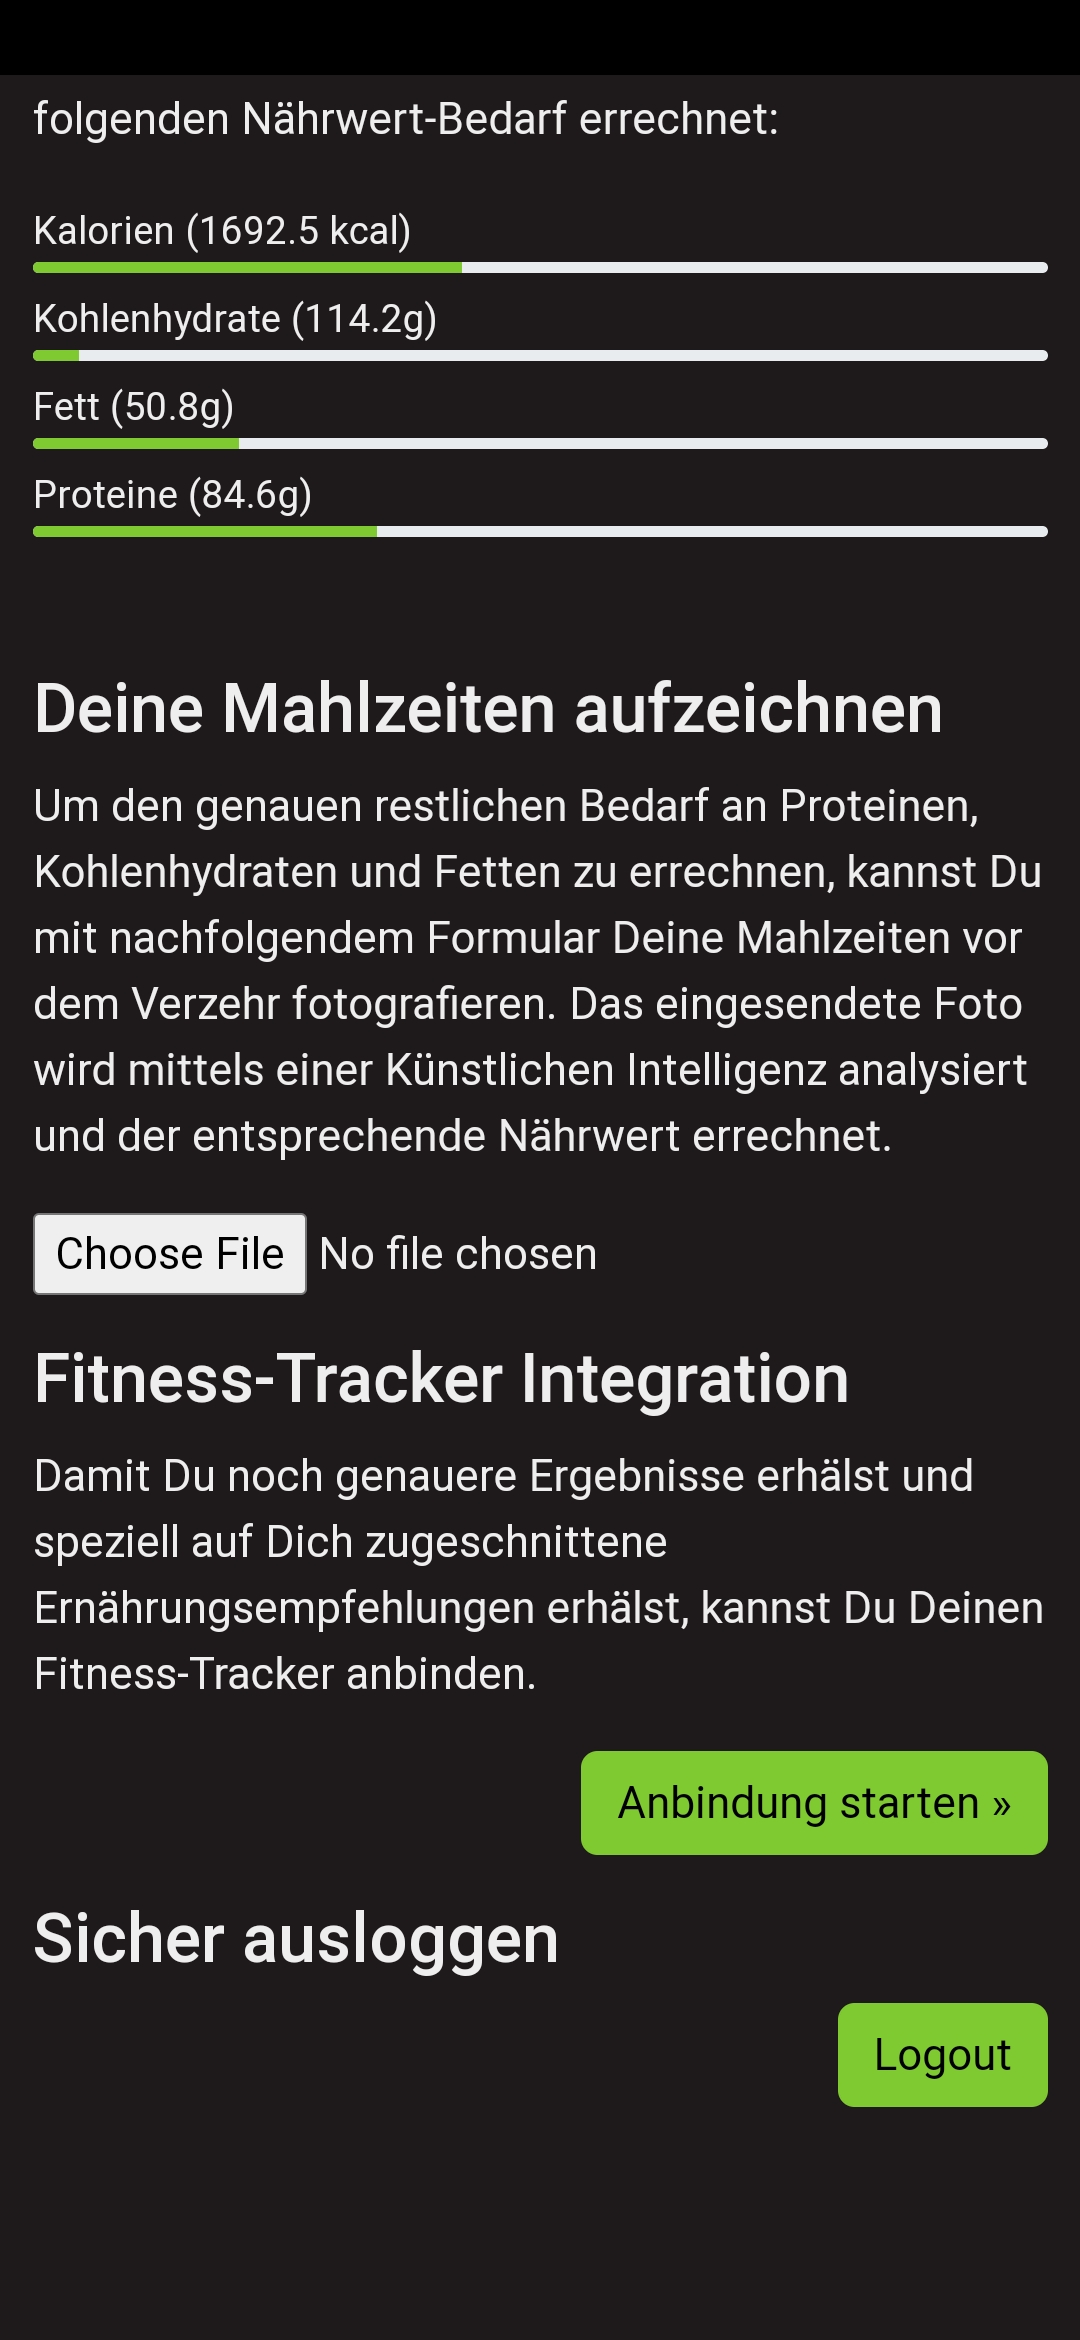 folgenden Nährwert-Bedarf errechnet:
Kalorien (1692.5 kcal)
Kohlenhydrate (114.2g)
Fett (50.8g)
Proteine (84.6g)
Deine Mahlzeiten aufzeichnen
Um den genauen restlichen Bedarf an Proteinen,
Kohlenhydraten und Fetten zu errechnen, kannst Du
mit nachfolgendem Formular Deine Mahlzeiten vor
dem Verzehr fotografieren. Das eingesendete Foto
wird mittels einer Künstlichen Intelligenz analysiert
und der entsprechende Nährwert errechnet.
Choose File No file chosen
Fitness-Tracker Integration
Damit Du noch genauere Ergebnisse erhälst und
speziell auf Dich zugeschnittene
Ernährungsempfehlungen erhälst, kannst Du Deinen
Fitness-Tracker anbinden.
Anbindung starten »
Sicher ausloggen
Logout